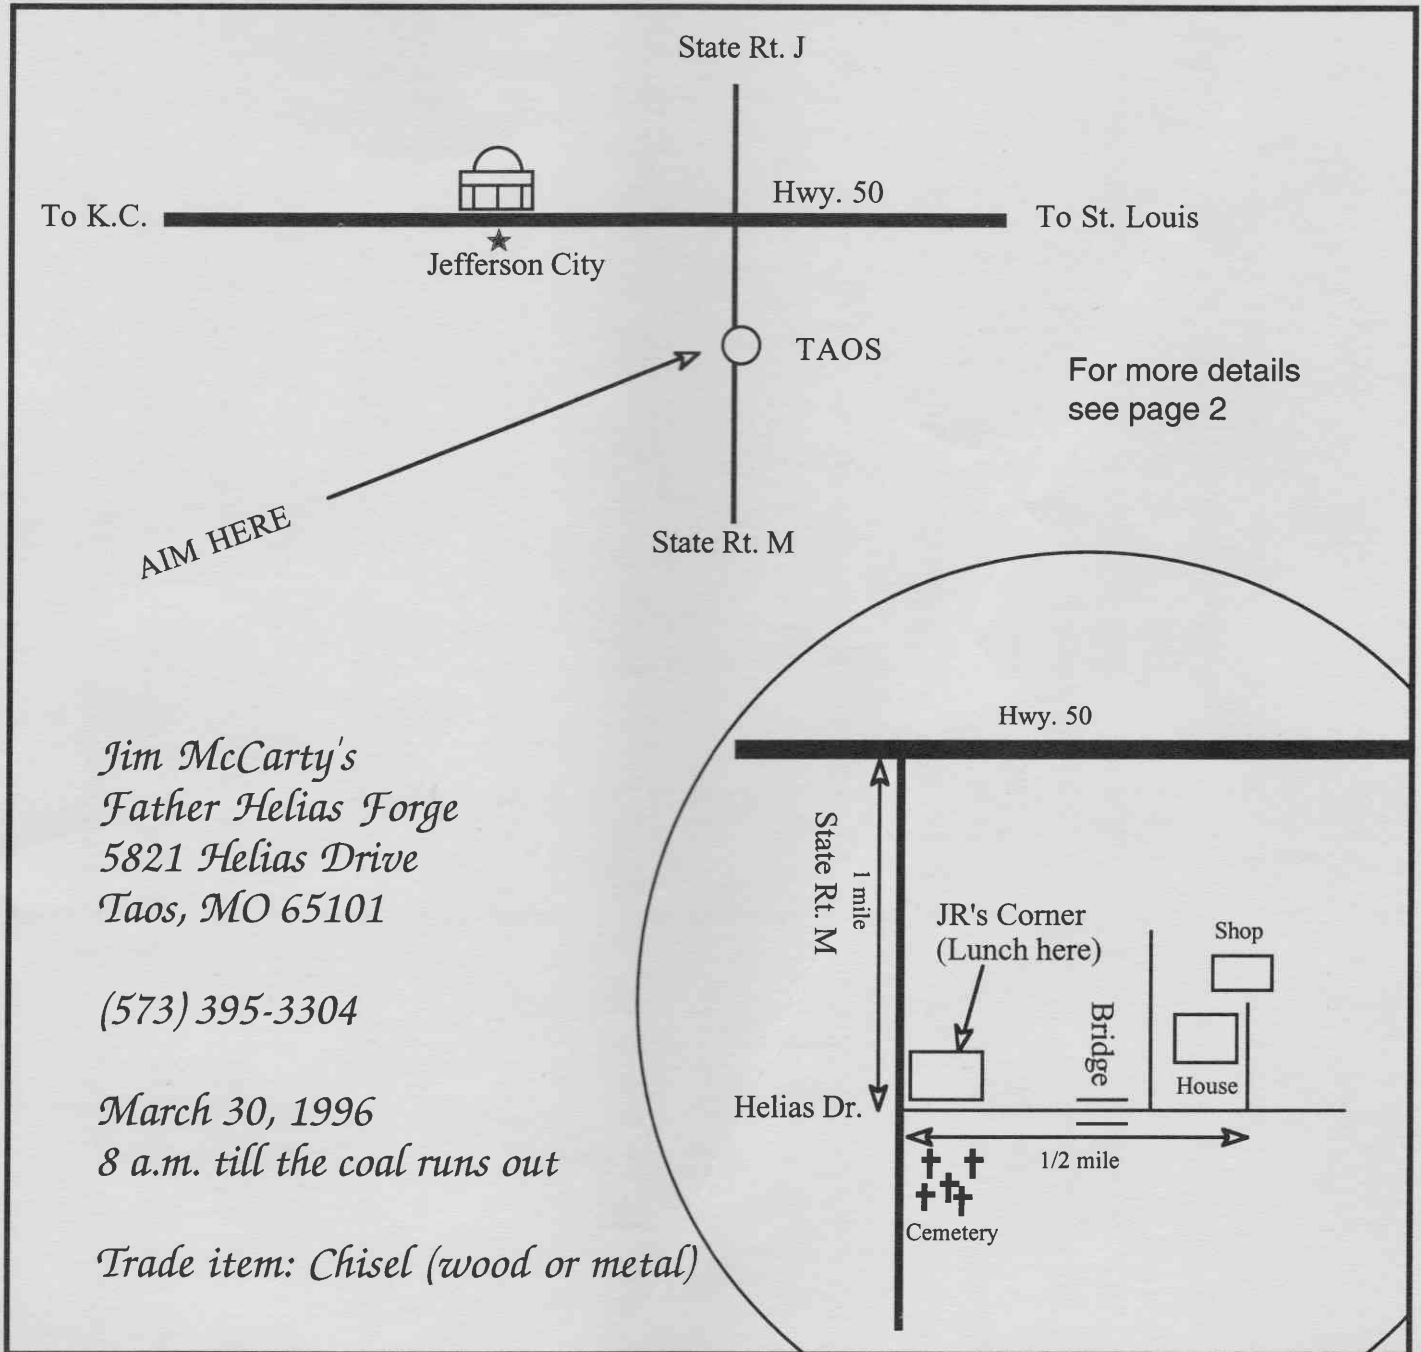 State Rt. J
Hwy. 50
To K.C.
To St. Louis
Jefferson City
TAOS
For more details
see page 2
AIM HERE
State Rt. M
Hwy. 50
Jim McCarty's
Father Helias Forge
5821 Helias Drive
Taos, MO 65101
(573) 395-3304
March 30, 1996
8 a.m. till the coal runs out
Trade item: Chisel (wood or metal)
State Rt. M
1 mile
JR's Corner
(Lunch here)
Shop
Bridge
House
Helias Dr.
1/2 mile
Cemetery